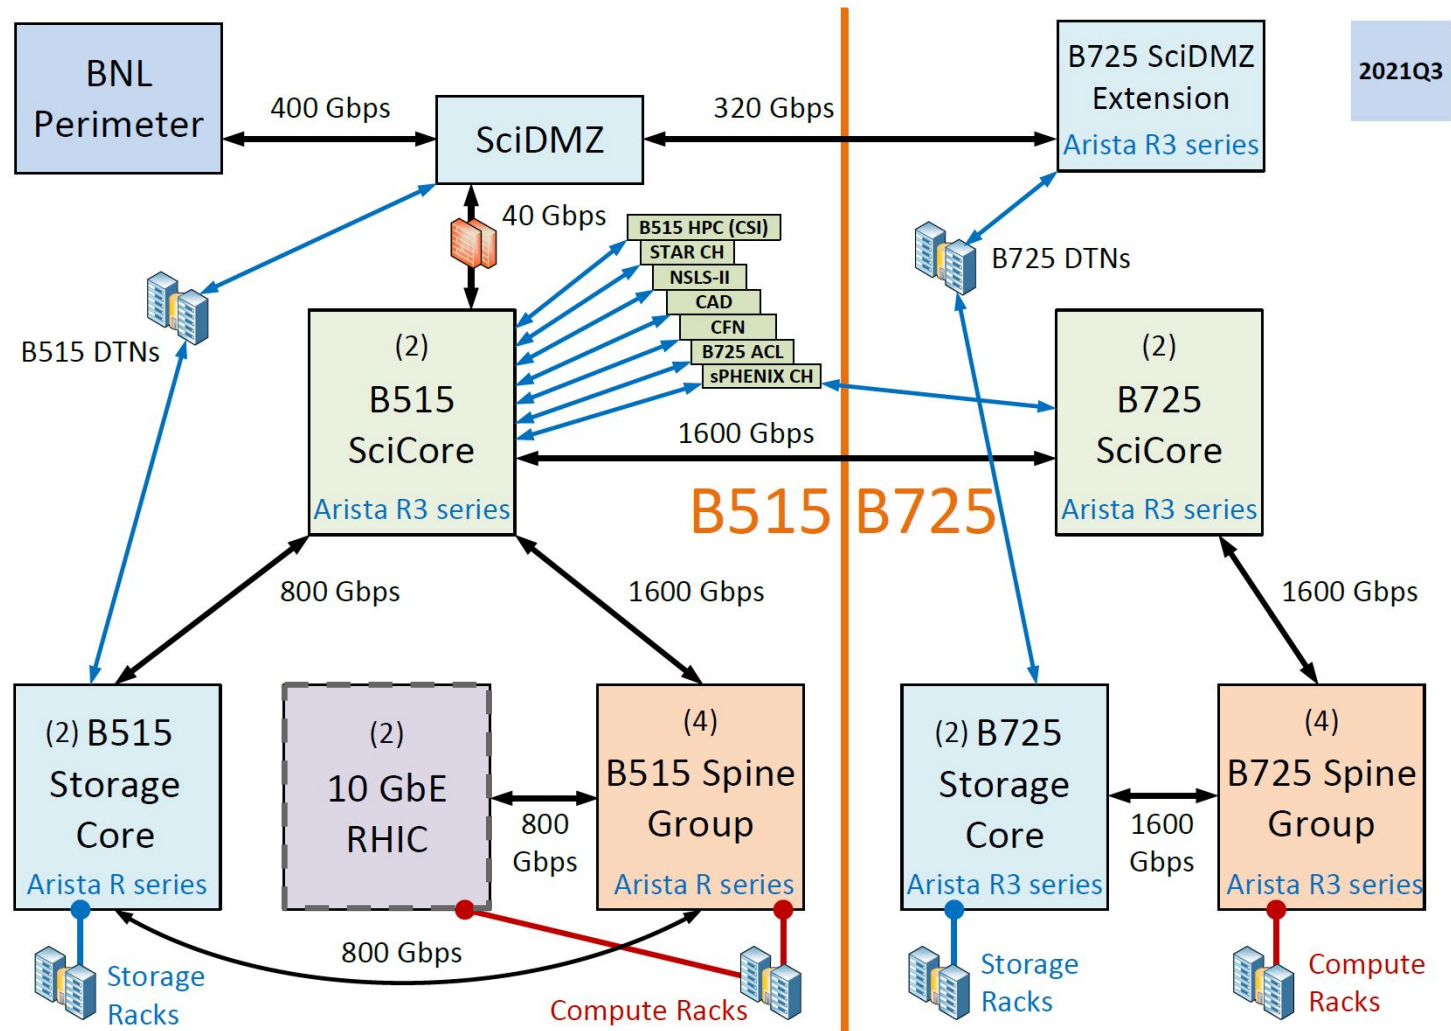 BNL
Perimeter
400 Gbps
SciDMZ
320 Gbps
B725 SciDMZ
Extension
Arista R3 series
2021Q3
40 Gbps
B515 HPC (CSI)
STAR CH
NSLS-II
CAD
CFN
B725 ACL
sPHENIX CH
B725 DTNs
B515 DTNs
(2)
B515
SciCore
Arista R3 series
1600 Gbps
(2)
B725
SciCore
Arista R3 series
B515
B725
800 Gbps
1600 Gbps
1600 Gbps
(2) B515
Storage
Core
Arista R series
(2)
10 GbE
RHIC
800
Gbps
(4)
B515 Spine
Group
Arista R series
(2) B725
Storage
Core
Arista R3 series
1600
Gbps
(4)
B725 Spine
Group
Arista R3 series
800 Gbps
Storage
Racks
Compute Racks
Storage
Racks
Compute
Racks